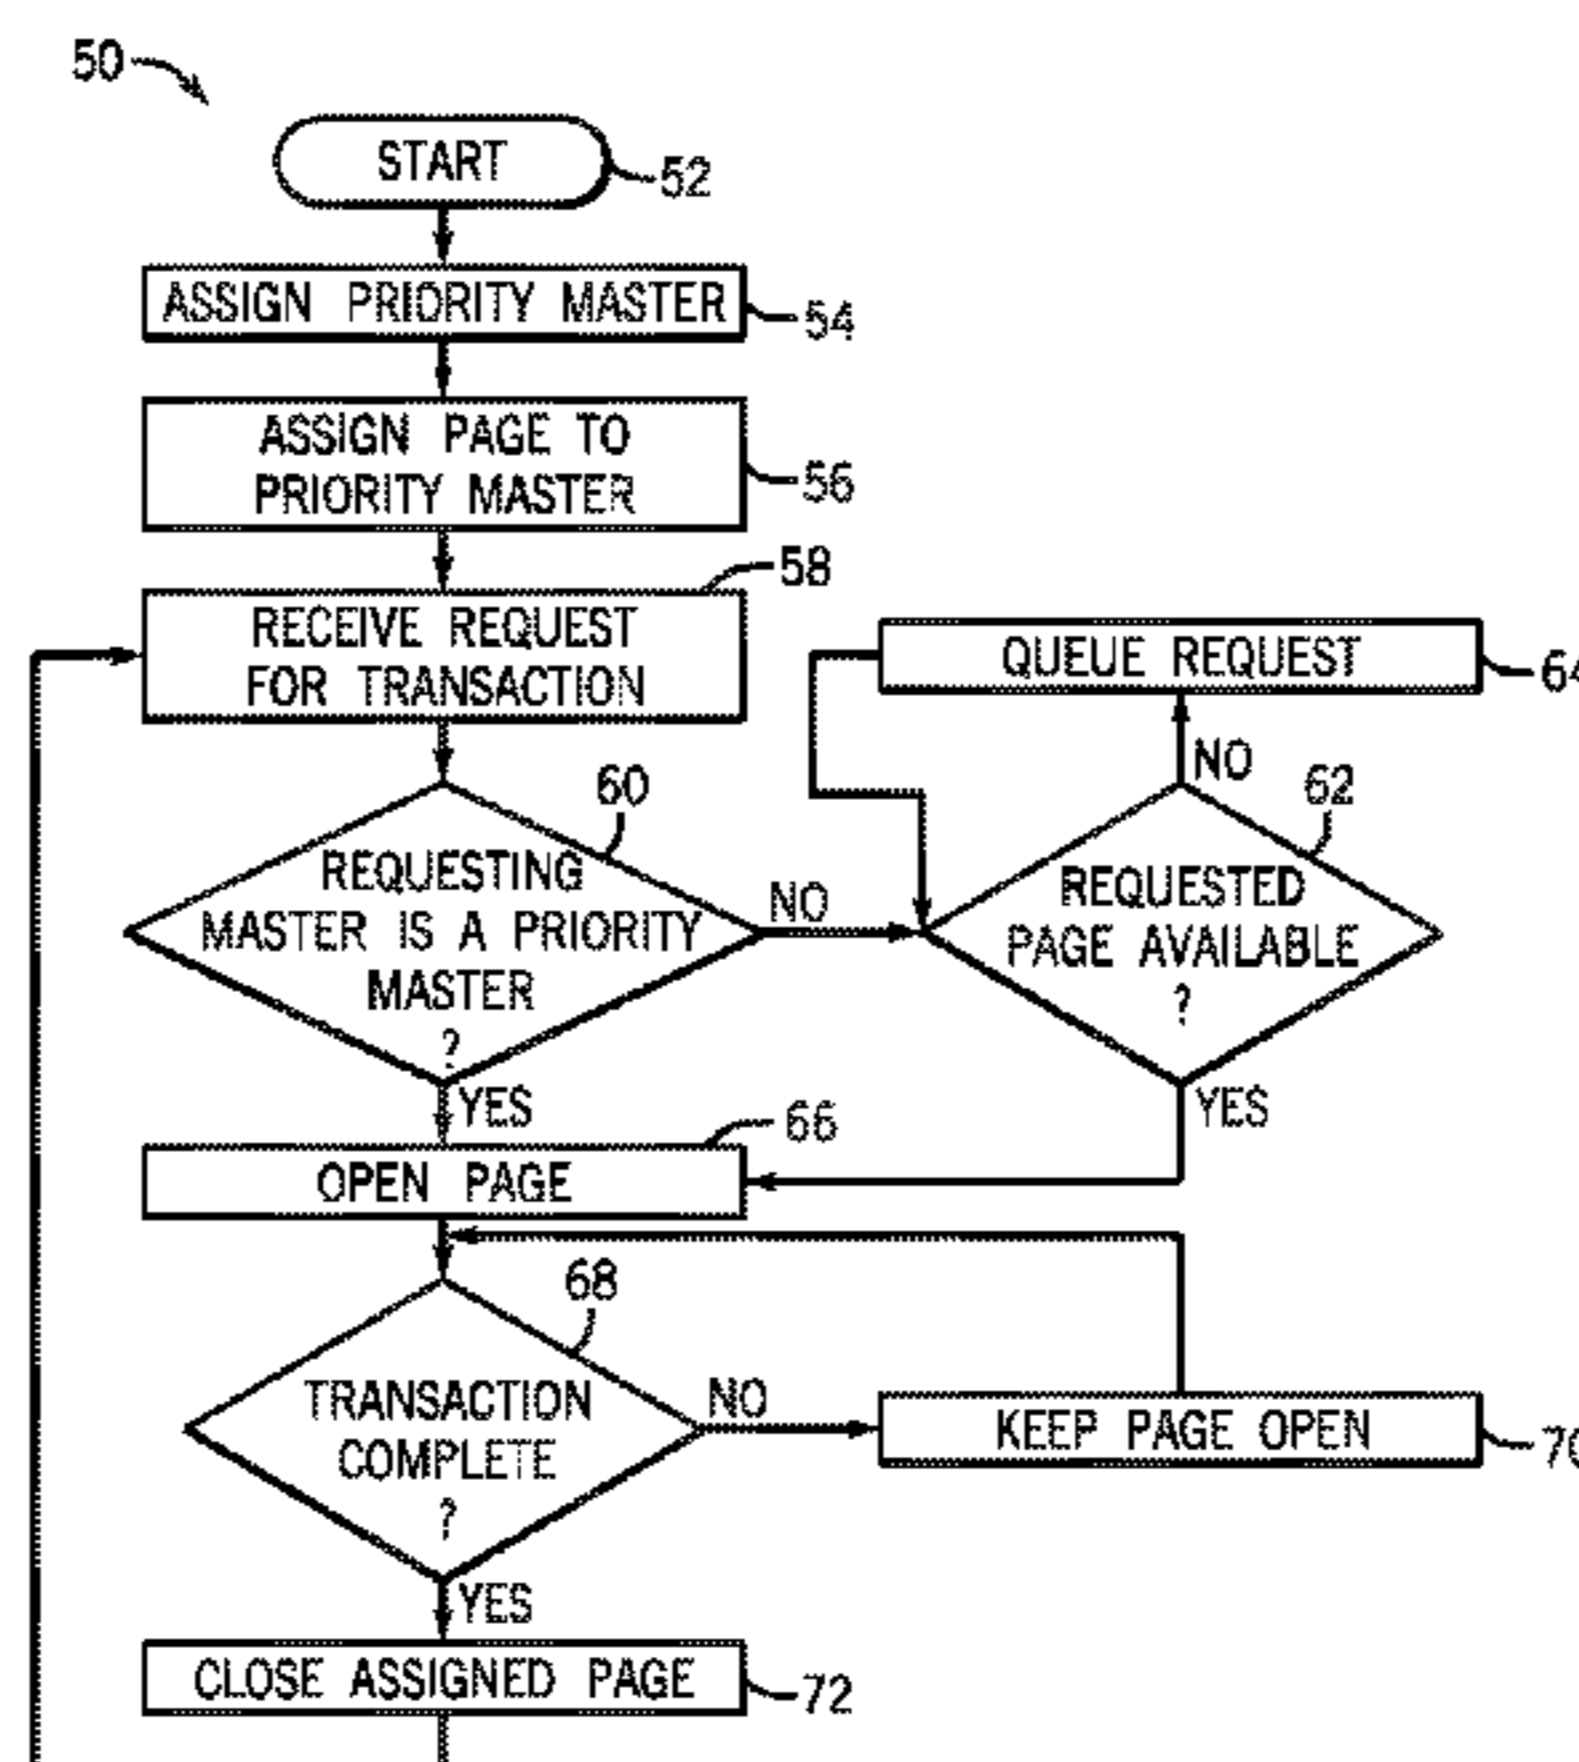 50
START
52
ASSIGN PRIORITY MASTER
54
ASSIGN PAGE TO
PRIORITY MASTER
56
58
RECEIVE REQUEST
FOR TRANSACTION
QUEUE REQUEST
64
NO
60
62
REQUESTING
MASTER IS A PRIORITY
MASTER
?
NO
REQUESTED
PAGE AVAILABLE
?
YES
YES
66
OPEN PAGE
68
TRANSACTION
COMPLETE
?
NO
KEEP PAGE OPEN
70
YES
CLOSE ASSIGNED PAGE
72